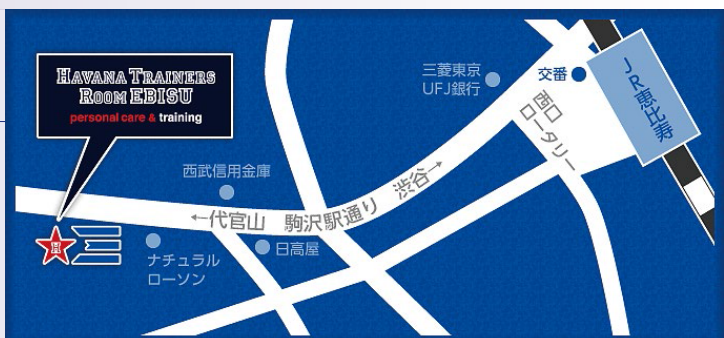 HAVANA TRAINERS
ROOM EBISU
personal care & training
三菱東京
UFJ銀行
交番
JR恵比寿
西口
ロータリー
西武信用金庫
←代官山 駒沢駅通り 渋谷→
日高屋
ナチュラル
ローソン